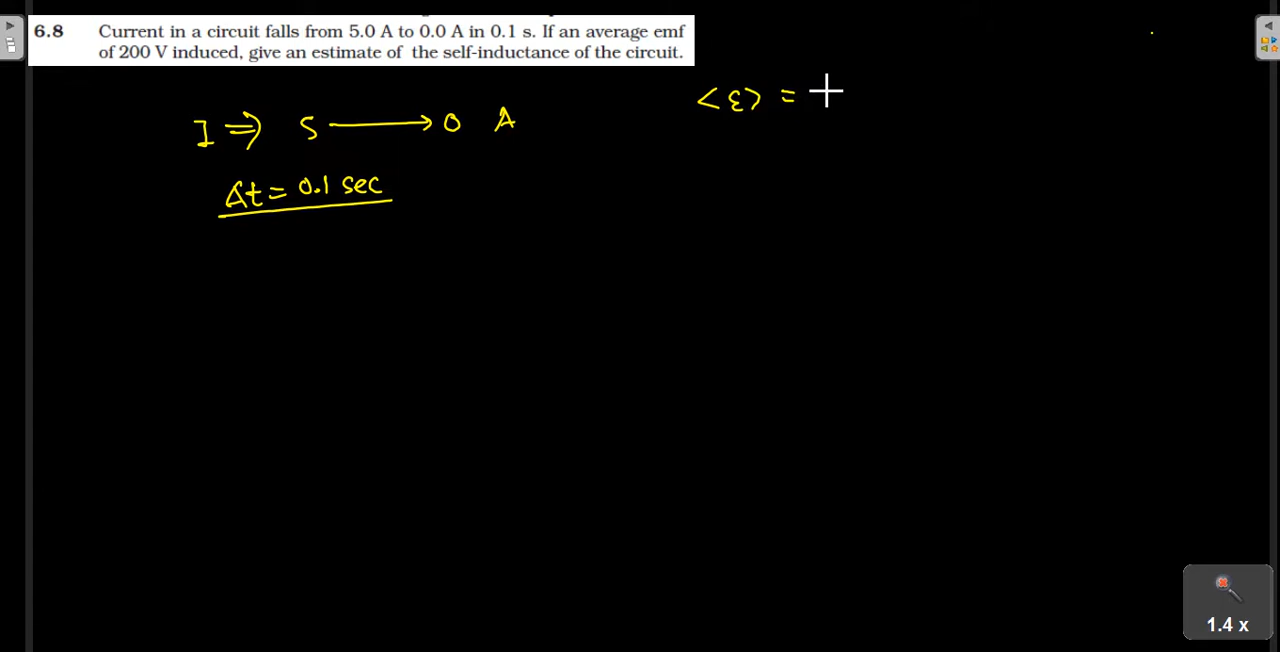 6.8 Current in a circuit falls from 5.0 A to 0.0 A in 0.1 s. If an average emf
of 200 V induced, give an estimate of the self-inductance of the circuit.
<ε> =
I ⇒ 5 ⟶ 0 A
Δt = 0.1 sec
1.4 x